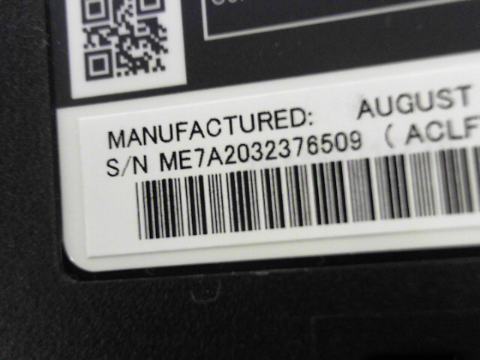 MANUFACTURED: AUGUST
S/N ME7A2032376509 ( ACLF